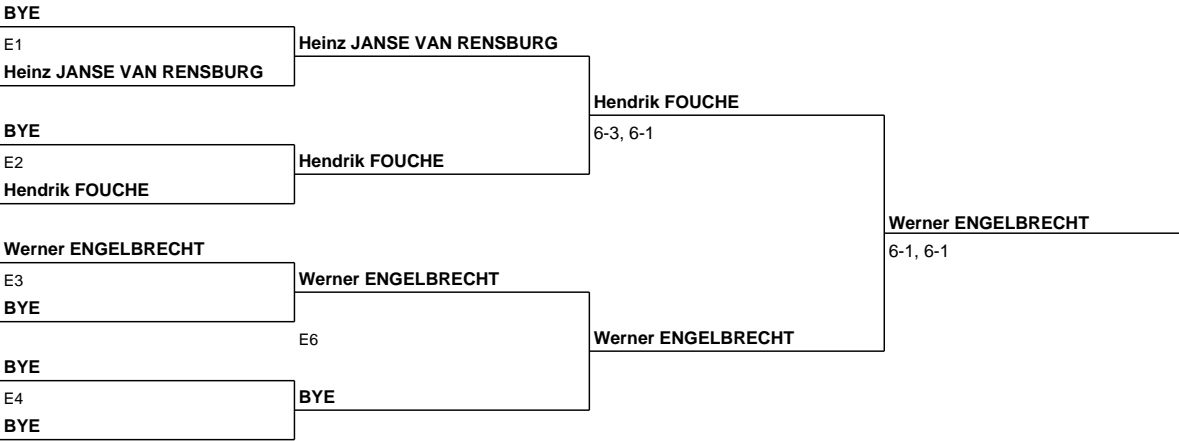 BYE
E1
Heinz JANSE VAN RENSBURG
Heinz JANSE VAN RENSBURG
BYE
E2
Hendrik FOUCHE
Hendrik FOUCHE
Hendrik FOUCHE
6-3, 6-1
Werner ENGELBRECHT
E3
BYE
Werner ENGELBRECHT
E6
BYE
E4
BYE
BYE
Werner ENGELBRECHT
Werner ENGELBRECHT
6-1, 6-1